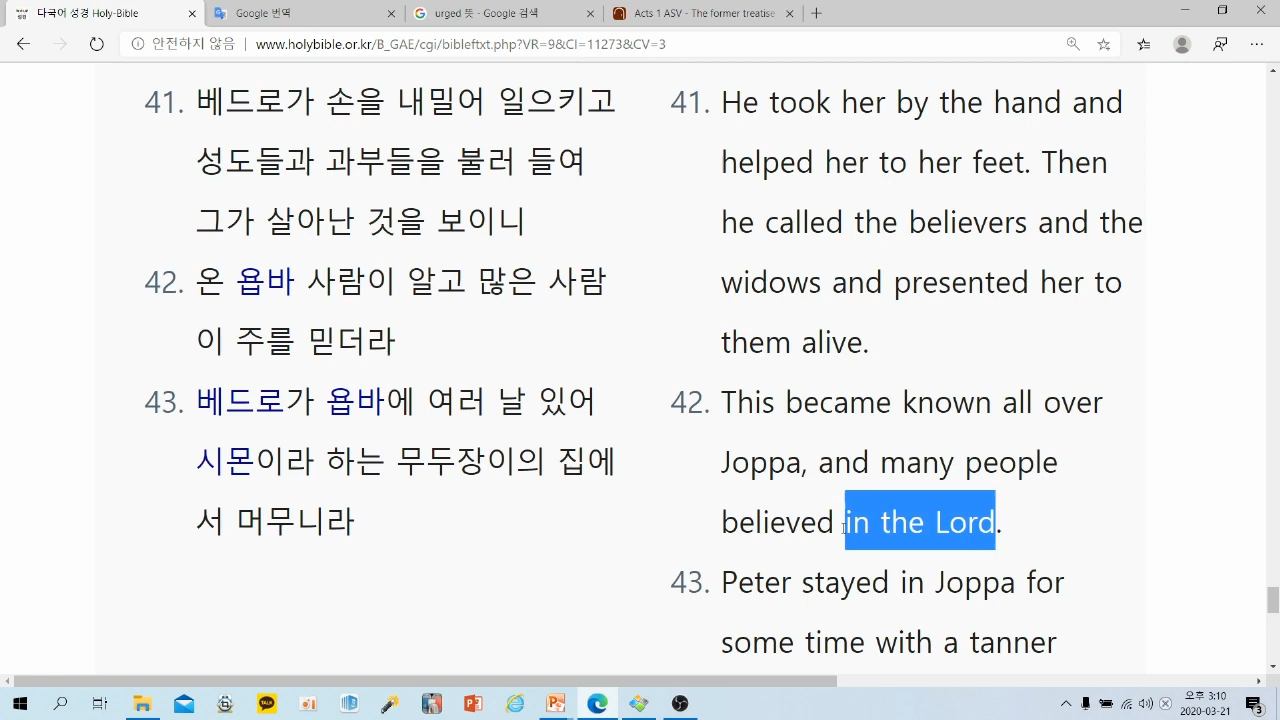 다국어 성경 Holy-Bible
Google 번역
urged 뜻 - Google 검색
Acts 1 ASV - The former treatise
안전하지 않음
www.holybible.or.kr/B_GAE/cgi/bibleftxt.php?VR=9&CI=11273&CV=3
41. 베드로가 손을 내밀어 일으키고
성도들과 과부들을 불러 들여
그가 살아난 것을 보이니
42. 온 욥바 사람이 알고 많은 사람
이 주를 믿더라
43. 베드로가 욥바에 여러 날 있어
시몬이라 하는 무두장이의 집에
서 머무니라
41. He took her by the hand and
helped her to her feet. Then
he called the believers and the
widows and presented her to
them alive.
42. This became known all over
Joppa, and many people
believed in the Lord.
43. Peter stayed in Joppa for
some time with a tanner
오후 3:10
2020-03-21